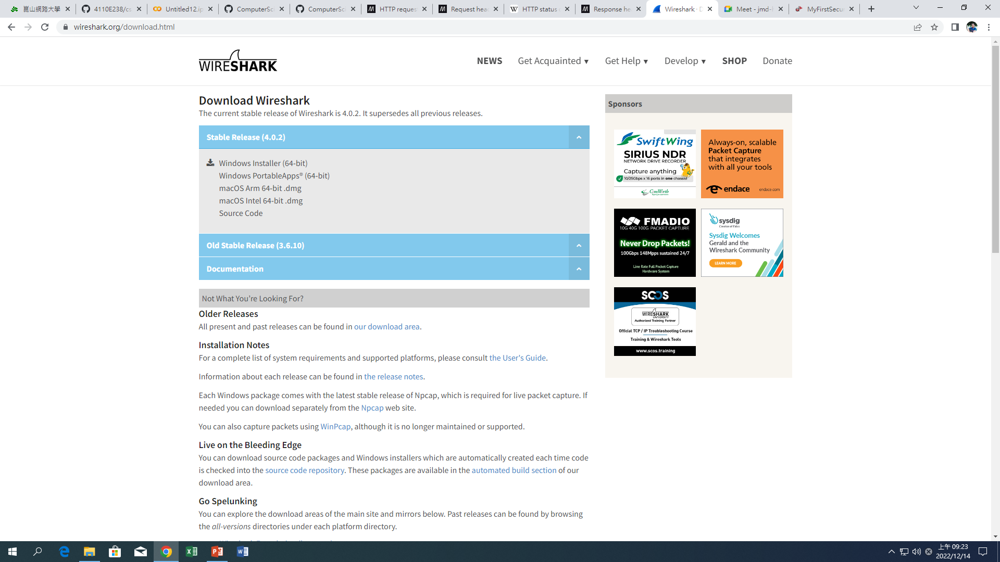 崑山網路大學
4110E238/cs
Untitled12.ip
ComputerSci
ComputerSci
HTTP reques
Request hea
HTTP status c
Response he
Wireshark · D
Meet - jmd-
MyFirstSecu
wireshark.org/download.html
WIRESHARK
NEWS
Get Acquainted ▼
Get Help ▼
Develop ▼
SHOP
Donate
Download Wireshark
The current stable release of Wireshark is 4.0.2. It supersedes all previous releases.
Stable Release (4.0.2)
Windows Installer (64-bit)
Windows PortableApps® (64-bit)
macOS Arm 64-bit .dmg
macOS Intel 64-bit .dmg
Source Code
Old Stable Release (3.6.10)
Documentation
Not What You’re Looking For?
Older Releases
All present and past releases can be found in our download area.
Installation Notes
For a complete list of system requirements and supported platforms, please consult the User's Guide.
Information about each release can be found in the release notes.
Each Windows package comes with the latest stable release of Npcap, which is required for live packet capture. If
needed you can download separately from the Npcap web site.
You can also capture packets using WinPcap, although it is no longer maintained or supported.
Live on the Bleeding Edge
You can download source code packages and Windows installers which are automatically created each time code
is checked into the source code repository. These packages are available in the automated build section of our
download area.
Go Spelunking
You can explore the download areas of the main site and mirrors below. Past releases can be found by browsing
the all-versions directories under each platform directory.
Sponsors
SwiftWing
SIRIUS NDR
NETWORK DRIVE RECORDER
Capture anything
10/25Gbps x 16 ports in one chassis!
ComWorth
Always-on, scalable
Packet Capture
that integrates
with all your tools
endace
endace.com
FMADIO
10G 40G 100G PACKET CAPTURE
Never Drop Packets!
100Gbps 148Mpps sustained 24/7
Line Rate Full Packet Capture
Hardware System
sysdig
Creator of Falco
Sysdig Welcomes
Gerald and the
Wireshark Community
LEARN MORE
SCOS
WIRESHARK
UNIVERSITY
Authorized Training Partner
Official TCP / IP Troubleshooting Course
Training & Wireshark Tools
www.scos.training
上午 09:23
2022/12/14